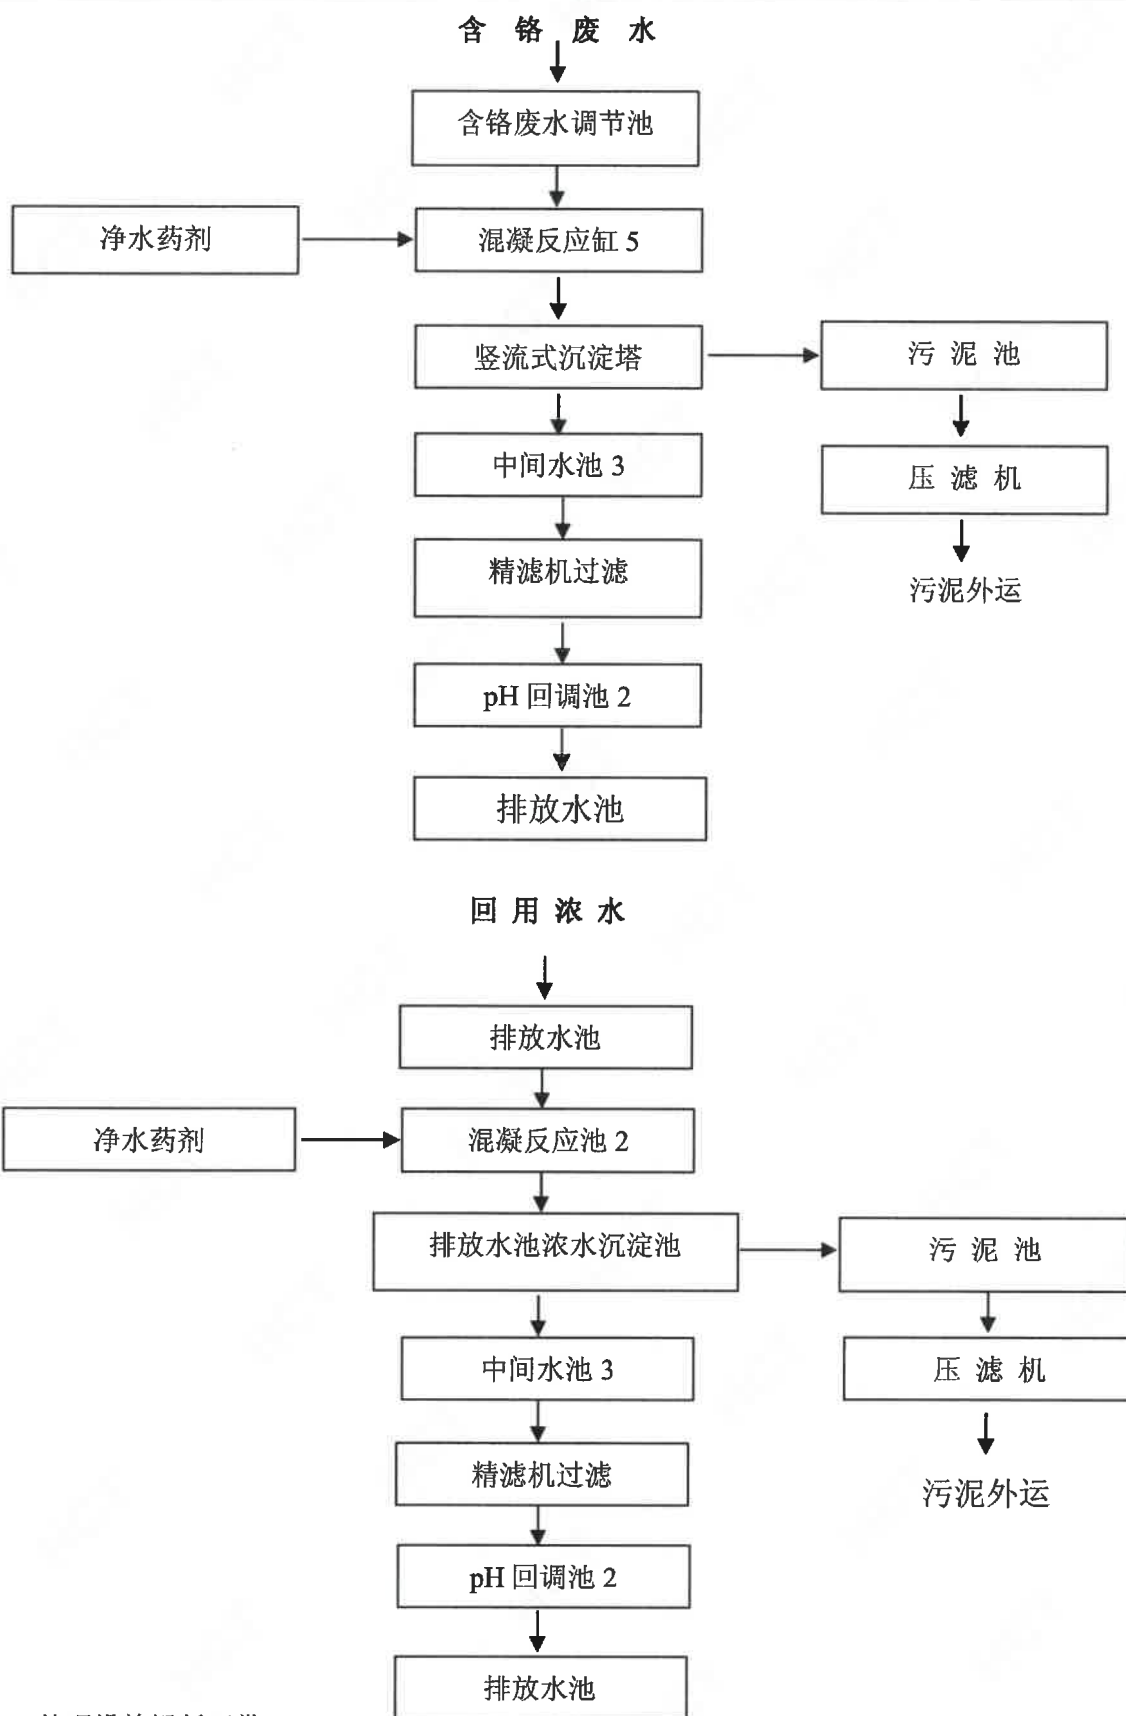 含 铬 废 水
含铬废水调节池
净水药剂
混凝反应缸 5
竖流式沉淀塔
污 泥 池
中间水池 3
压 滤 机
精滤机过滤
污泥外运
pH 回调池 2
排放水池
回 用 浓 水
排放水池
净水药剂
混凝反应池 2
排放水池浓水沉淀池
污 泥 池
中间水池 3
压 滤 机
精滤机过滤
污泥外运
pH 回调池 2
排放水池